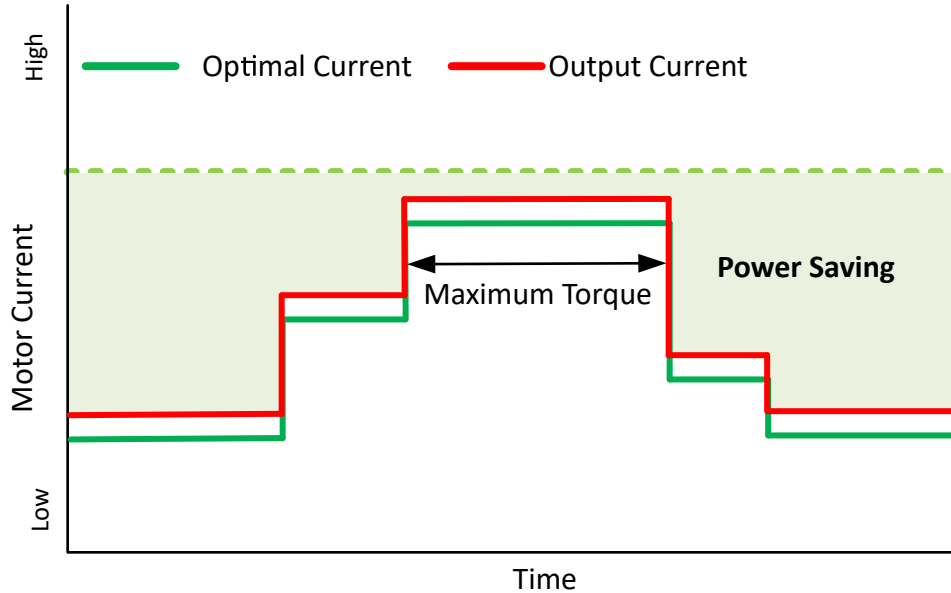 High
Optimal Current
Output Current
Motor Current
Power Saving
Maximum Torque
Low
Time